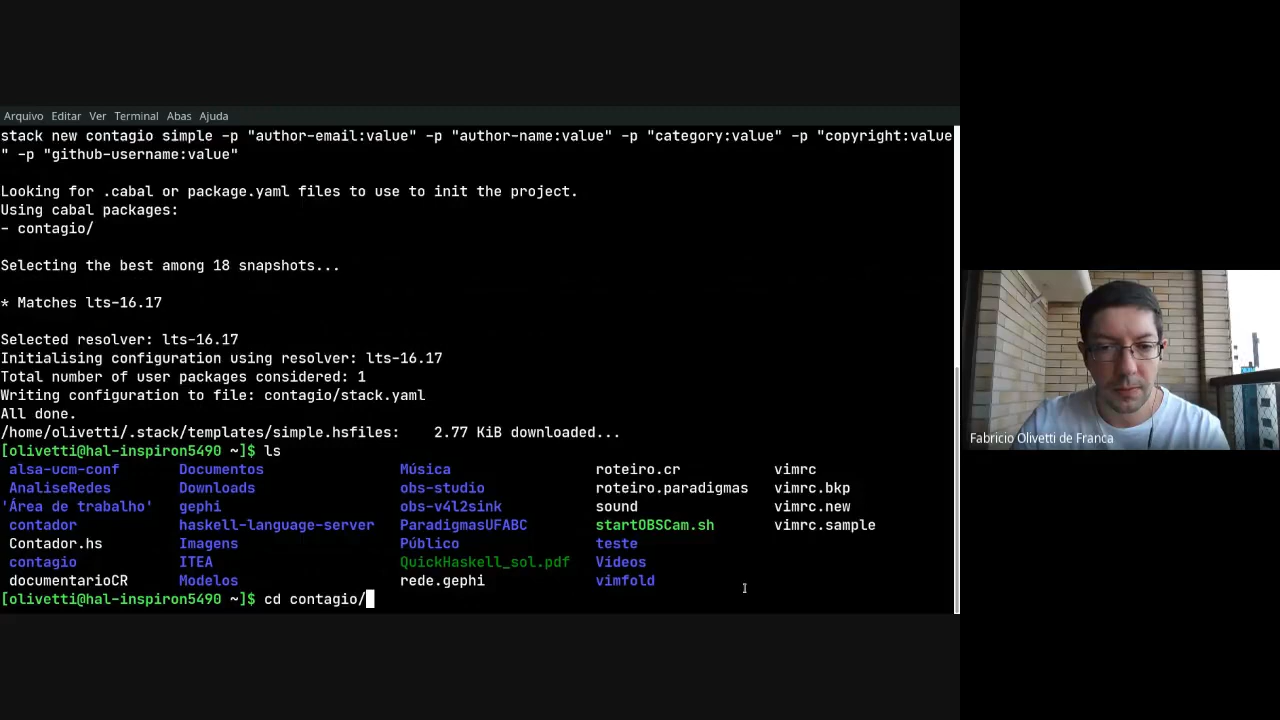 Arquivo Editar Ver Terminal Abas Ajuda
stack new contagio simple -p "author-email:value" -p "author-name:value" -p "category:value" -p "copyright:value
" -p "github-username:value"
Looking for .cabal or package.yaml files to use to init the project.
Using cabal packages:
- contagio/
Selecting the best among 18 snapshots...
* Matches lts-16.17
Selected resolver: lts-16.17
Initialising configuration using resolver: lts-16.17
Total number of user packages considered: 1
Writing configuration to file: contagio/stack.yaml
All done.
/home/olivetti/.stack/templates/simple.hsfiles:    2.77 KiB downloaded...
[olivetti@hal-inspiron5490 ~]$ ls
alsa-ucm-conf Documentos Música roteiro.cr vimrc
AnaliseRedes Downloads obs-studio roteiro.paradigmas vimrc.bkp
'Área de trabalho' gephi obs-v4l2sink sound vimrc.new
contador haskell-language-server ParadigmasUFABC startOBSCam.sh vimrc.sample
Contador.hs Imagens Público teste
contagio ITEA QuickHaskell_sol.pdf Vídeos
documentarioCR Modelos rede.gephi vimfold
[olivetti@hal-inspiron5490 ~]$ cd contagio/
Fabricio Olivetti de Franca